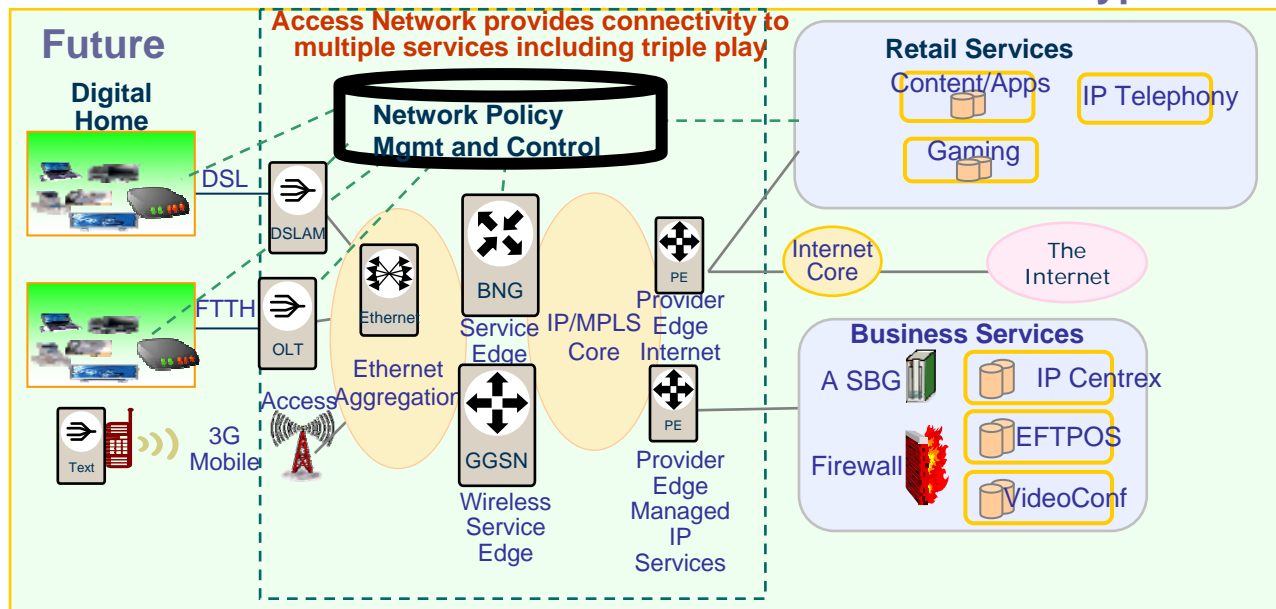 yp
Access Network provides connectivity to
multiple services including triple play
Future
Digital
Home
Network Policy
Mgmt and Control
Retail Services
Content/Apps
IP Telephony
Gaming
DSL
DSLAM
FTTH
OLT
Ethernet
Ethernet
Aggregation
BNG
Service
Edge
IP/MPLS
Core
PE
Provider
Edge
Internet
Internet
Core
The
Internet
Text
3G
Mobile
Access
GGSN
Wireless
Service
Edge
PE
Provider
Edge
Managed
IP
Services
Business Services
A SBG
IP Centrex
EFTPOS
Firewall
VideoConf